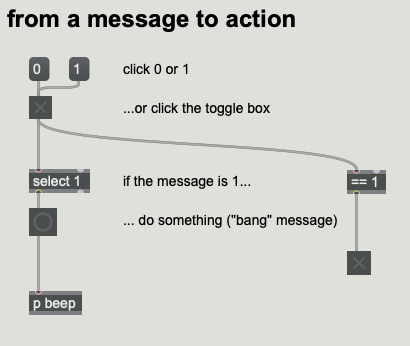 from a message to action
0 1 click 0 or 1
...or click the toggle box
select 1 if the message is 1... == 1
... do something ("bang" message)
p beep